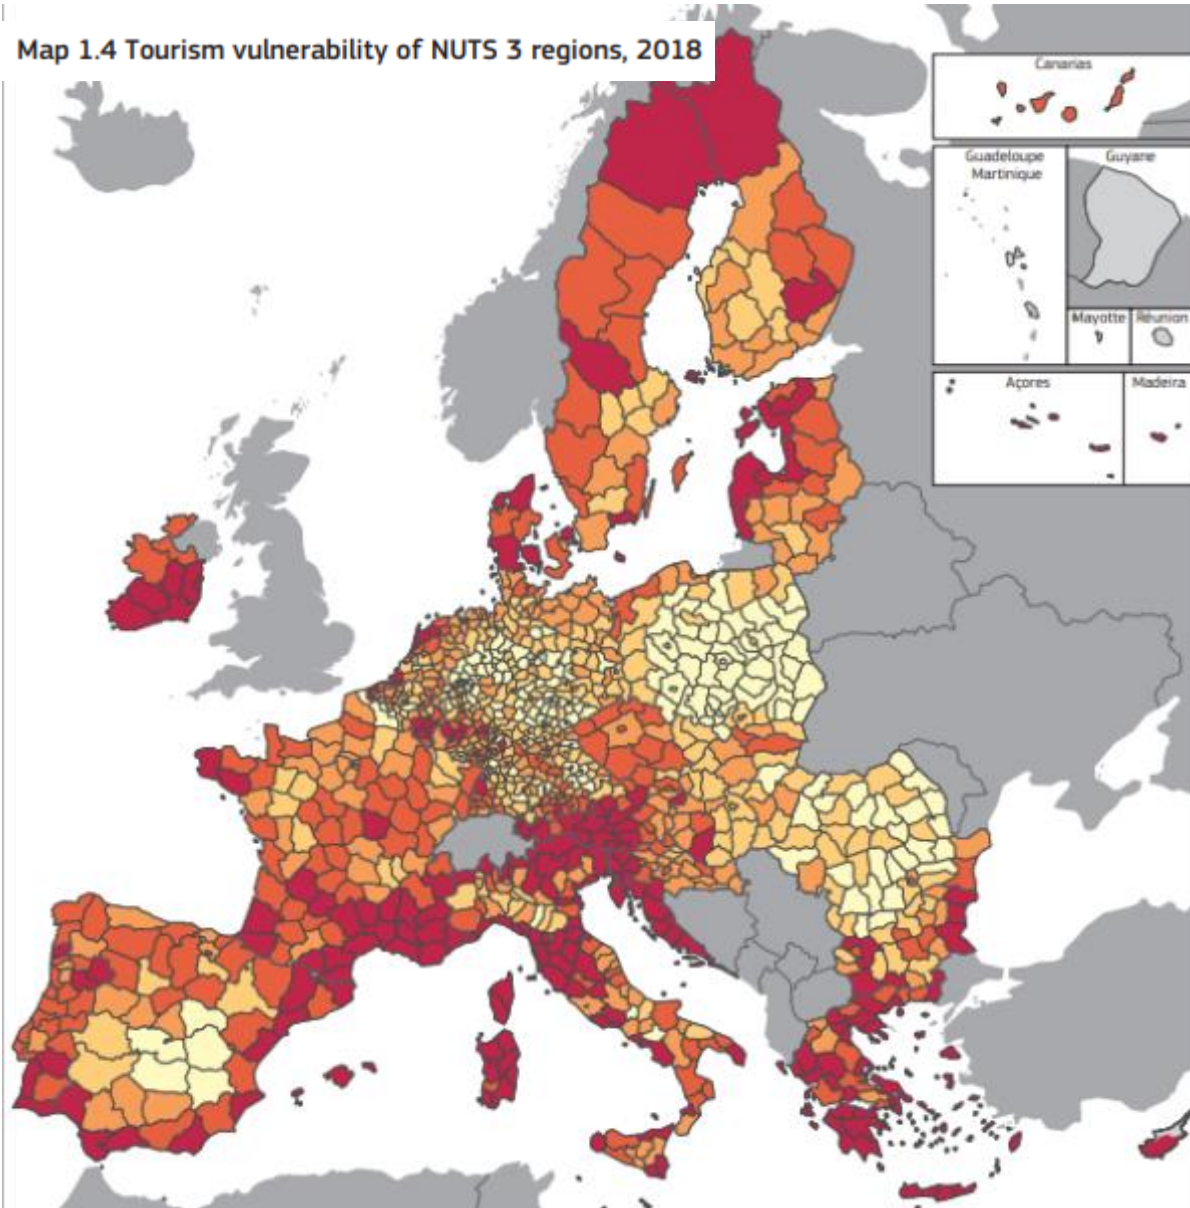 Map 1.4 Tourism vulnerability of NUTS 3 regions, 2018
Canarias
Guadeloupe
Martinique
Guyane
Mayotte
Réunion
Açores
Madeira